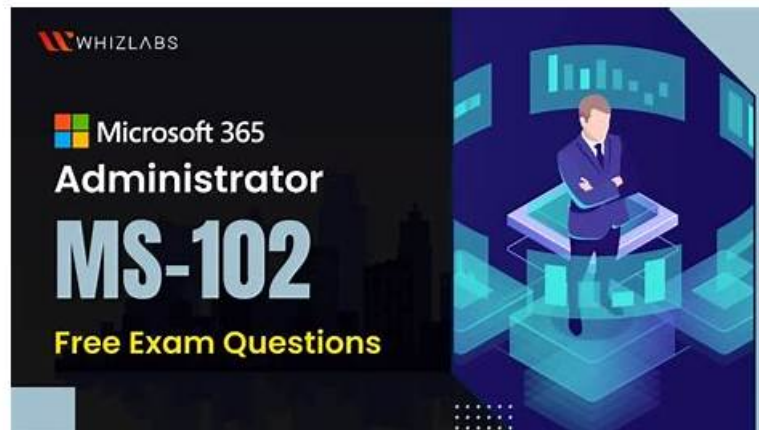 WHIZLABS
Microsoft 365
Administrator
MS-102
Free Exam Questions